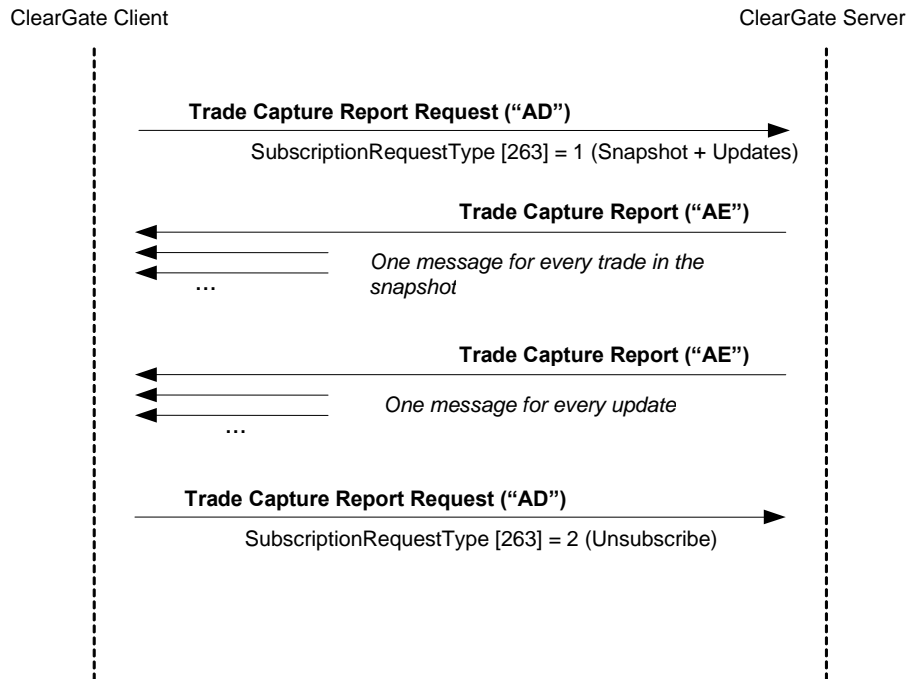 ClearGate Client
ClearGate Server
Trade Capture Report Request (“AD”)
SubscriptionRequestType [263] = 1 (Snapshot + Updates)
Trade Capture Report (“AE”)
One message for every trade in the
snapshot
...
Trade Capture Report (“AE”)
One message for every update
...
Trade Capture Report Request (“AD”)
SubscriptionRequestType [263] = 2 (Unsubscribe)